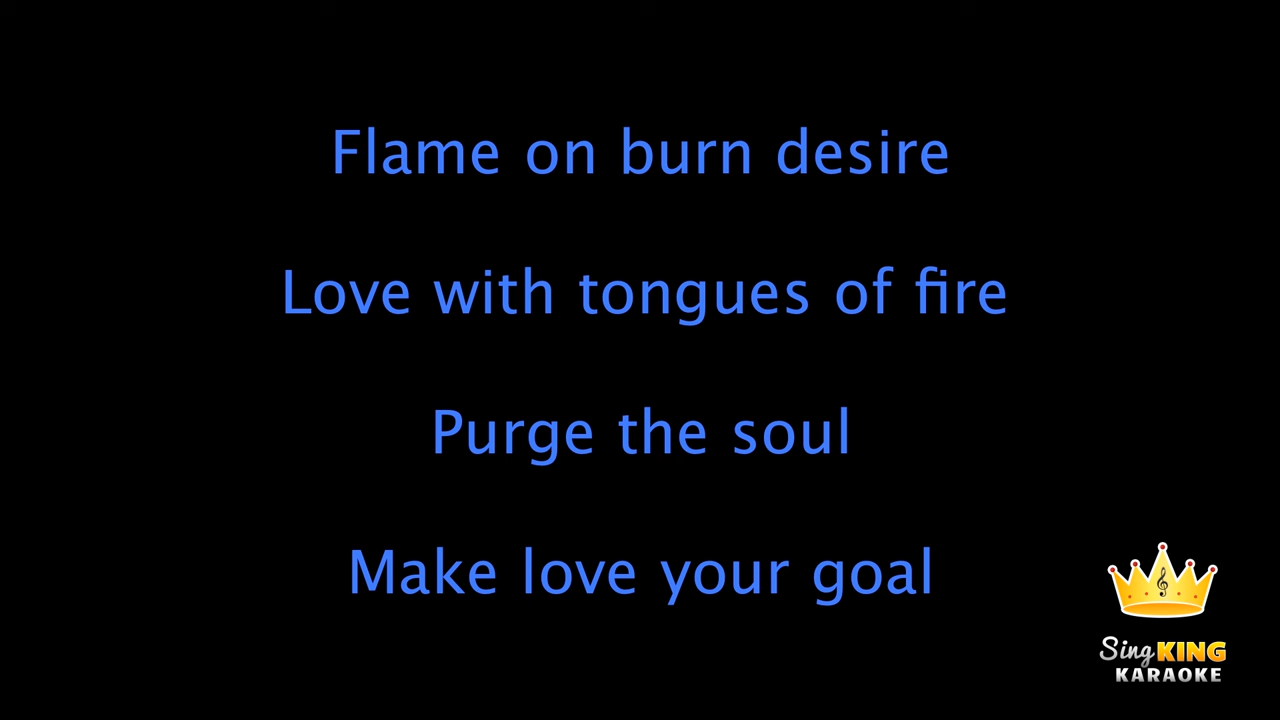 Flame on burn desire
Love with tongues of fire
Purge the soul
Make love your goal
Sing KING
KARAOKE